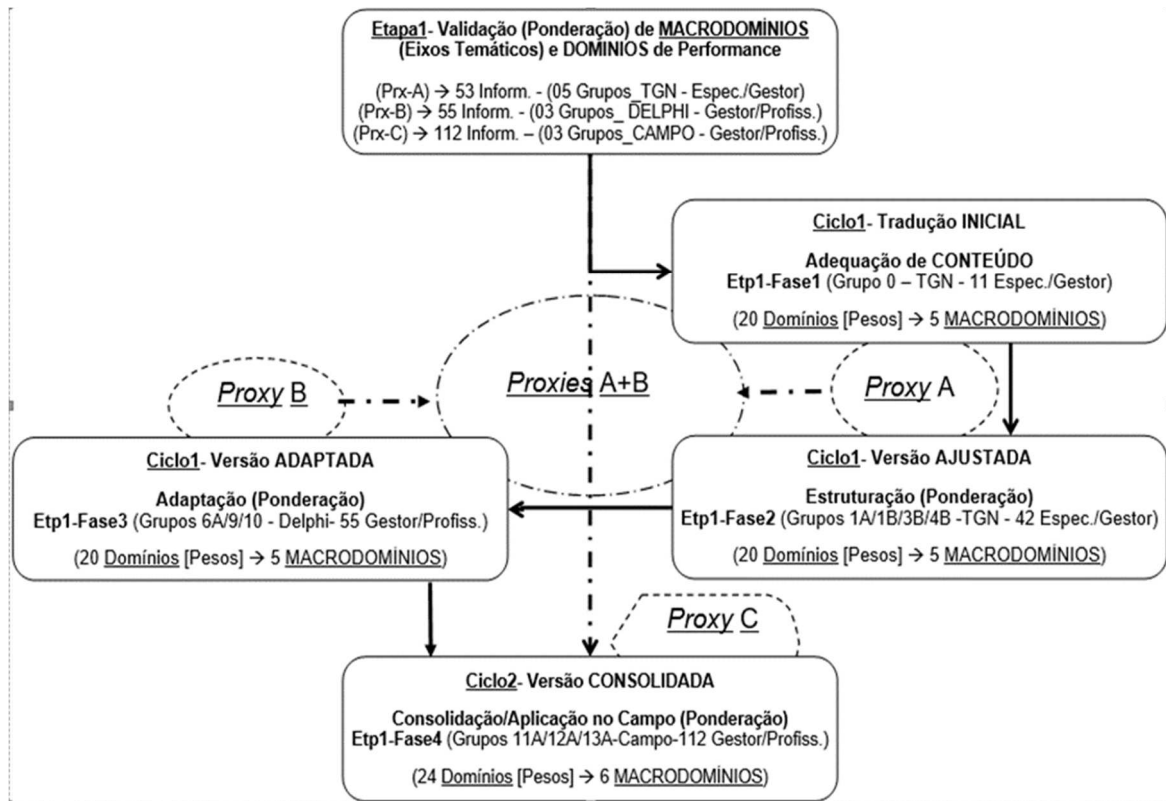 Etapa1- Validação (Ponderação) de MACRODOMÍNIOS
(Eixos Temáticos) e DOMINIOS de Performance
(Prx-A) → 53 Inform. - (05 Grupos_TGN - Espec./Gestor)
(Prx-B) → 55 Inform. - (03 Grupos_ DELPHI - Gestor/Profiss.)
(Prx-C) → 112 Inform. – (03 Grupos_CAMPO - Gestor/Profiss.)
Ciclo1- Tradução INICIAL
Adequação de CONTEÚDO
Etp1-Fase1 (Grupo 0 – TGN - 11 Espec./Gestor)
(20 Domínios [Pesos] → 5 MACRODOMÍNIOS)
Proxy B
Proxies A+B
Proxy A
Ciclo1- Versão ADAPTADA
Adaptação (Ponderação)
Etp1-Fase3 (Grupos 6A/9/10 - Delphi- 55 Gestor/Profiss.)
(20 Domínios [Pesos] → 5 MACRODOMÍNIOS)
Ciclo1- Versão AJUSTADA
Estruturação (Ponderação)
Etp1-Fase2 (Grupos 1A/1B/3B/4B -TGN - 42 Espec./Gestor)
(20 Domínios [Pesos] → 5 MACRODOMÍNIOS)
Proxy C
Ciclo2- Versão CONSOLIDADA
Consolidação/Aplicação no Campo (Ponderação)
Etp1-Fase4 (Grupos 11A/12A/13A-Campo-112 Gestor/Profiss.)
(24 Domínios [Pesos] → 6 MACRODOMÍNIOS)